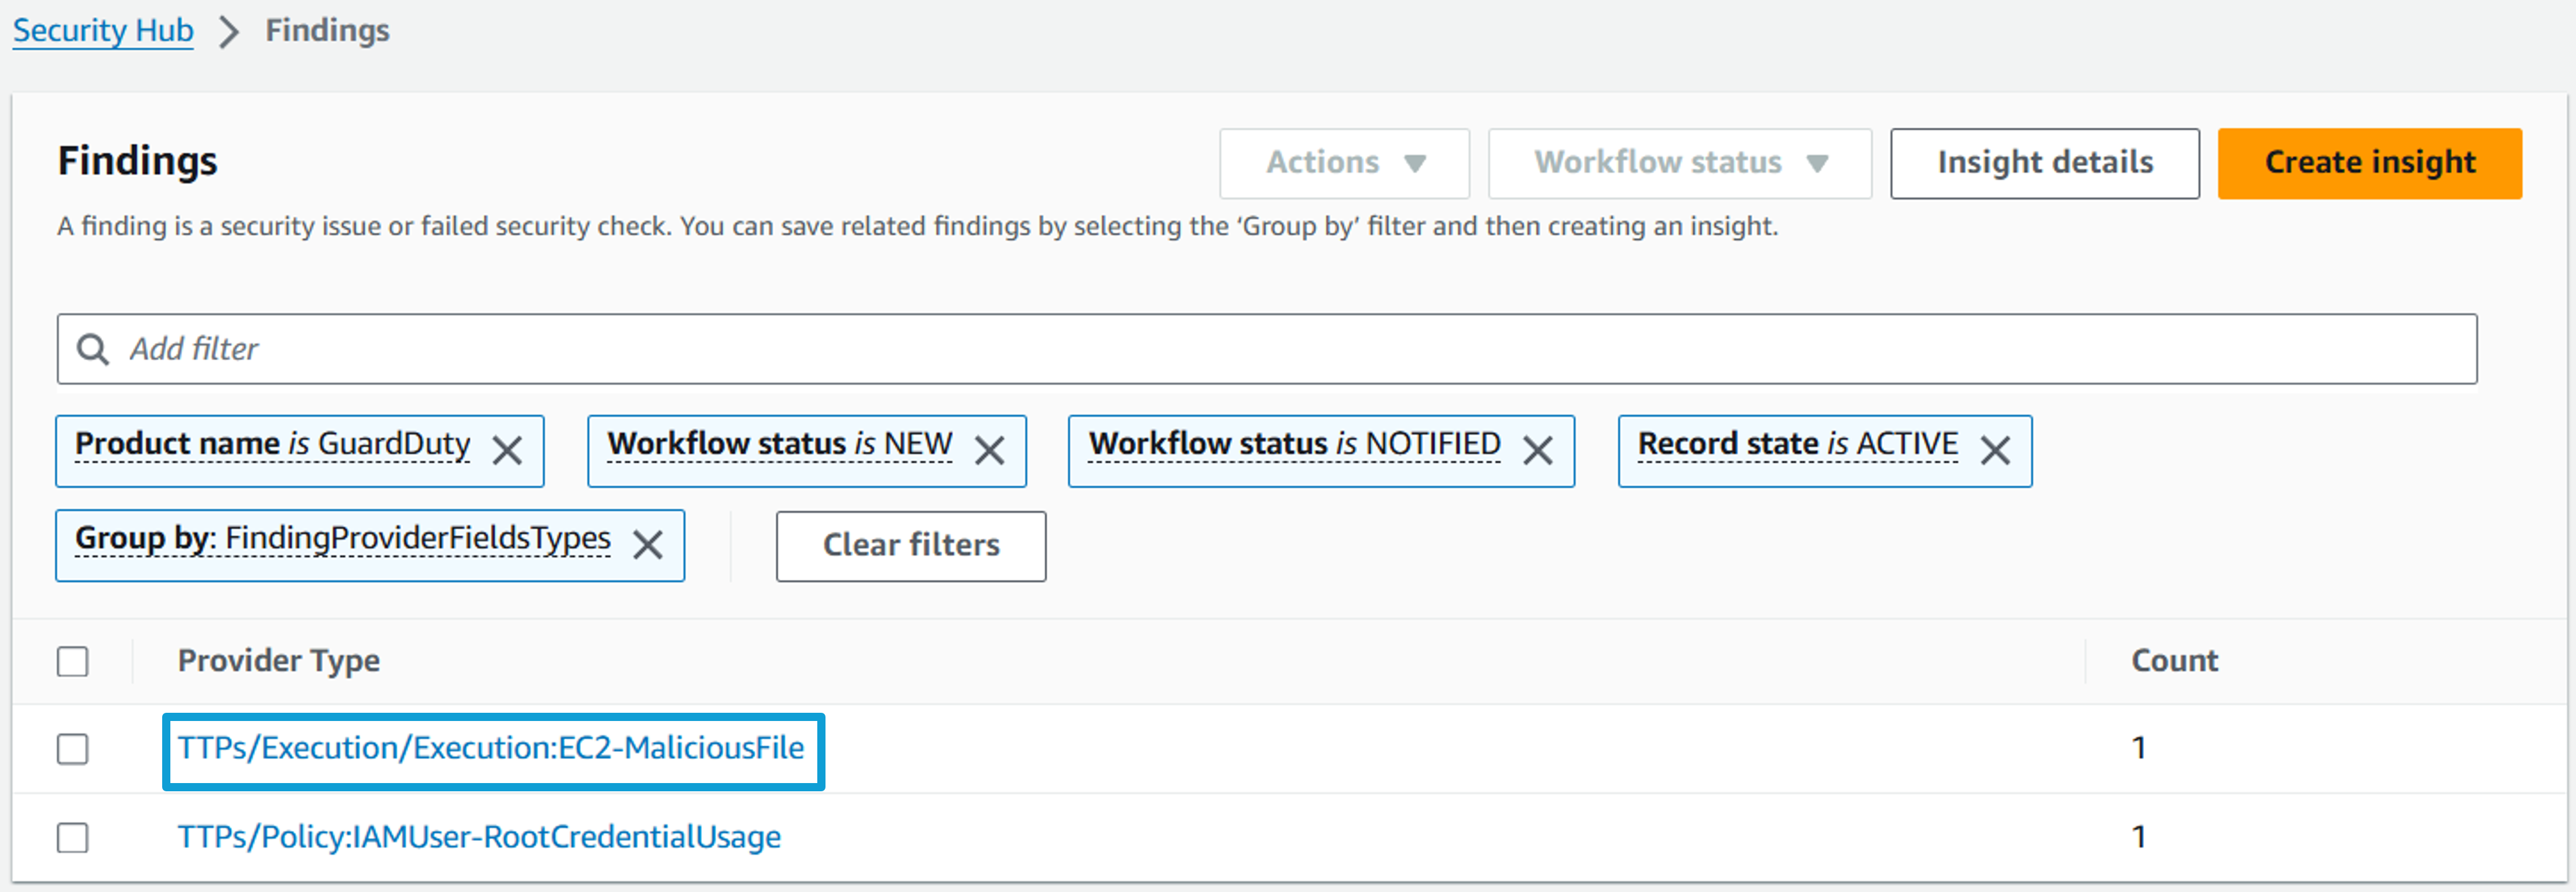 Security Hub > Findings
Findings
Actions ▼ Workflow status ▼ Insight details Create insight
A finding is a security issue or failed security check. You can save related findings by selecting the ‘Group by’ filter and then creating an insight.
Add filter
Product name is GuardDuty Workflow status is NEW Workflow status is NOTIFIED Record state is ACTIVE
Group by: FindingProviderFieldsTypes Clear filters
Provider Type Count
TTPs/Execution/Execution:EC2-MaliciousFile 1
TTPs/Policy:IAMUser-RootCredentialUsage 1